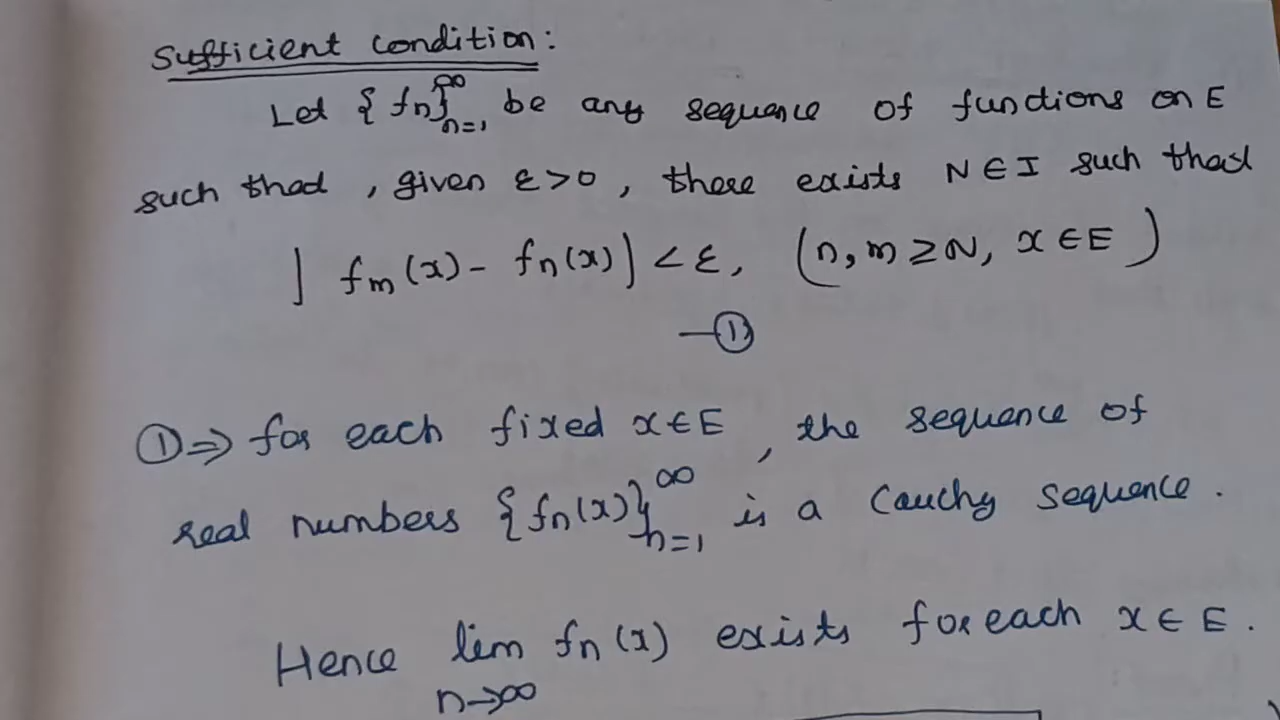 Sufficient condition:
Let {fn}∞n=1 be any sequence of functions on E
such that, given ε>0, there exists N∈I such that
| fm(x) - fn(x)| <ε, (n, m ≥N, x∈E)
—①
①⇒ for each fixed x∈E, the sequence of
real numbers {fn(x)}∞n=1 is a Cauchy sequence.
Hence lim n→∞ fn(x) exists for each x∈E.